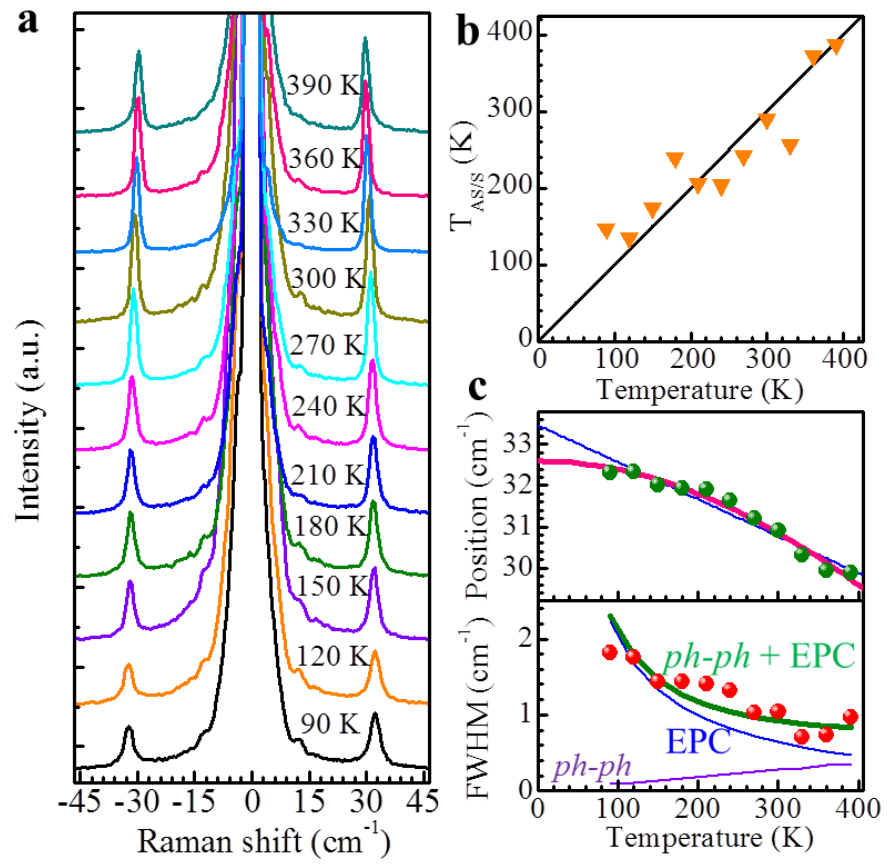 a
390 K
360 K
330 K
300 K
270 K
240 K
210 K
180 K
150 K
120 K
90 K
Intensity (a.u.)
-45 -30 -15 0 15 30 45
Raman shift (cm⁻¹)
b
400
300
200
100
0
T_AS/S (K)
0 100 200 300 400
Temperature (K)
c
33
32
31
30
Position (cm⁻¹)
2
1
0
FWHM (cm⁻¹)
ph-ph + EPC
EPC
ph-ph
0 100 200 300 400
Temperature (K)